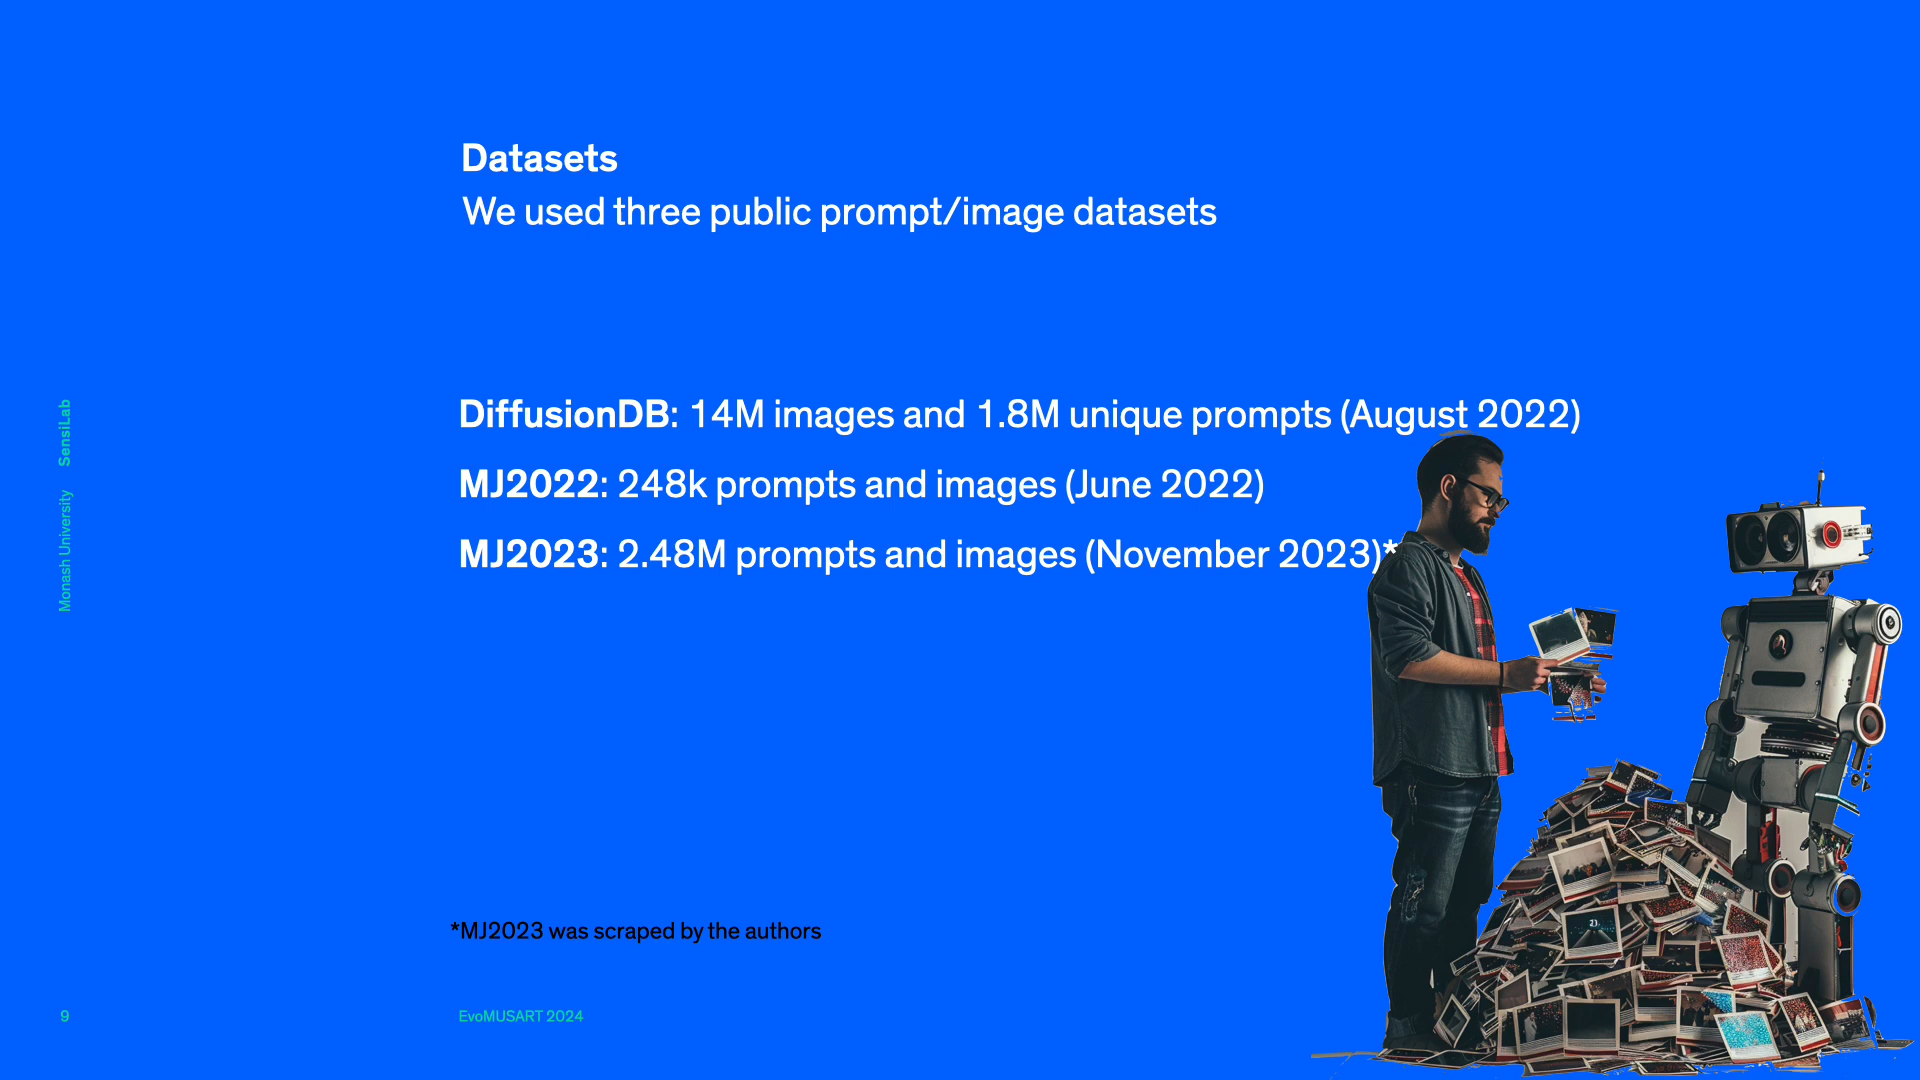 Datasets
We used three public prompt/image datasets
DiffusionDB: 14M images and 1.8M unique prompts (August 2022)
MJ2022: 248k prompts and images (June 2022)
MJ2023: 2.48M prompts and images (November 2023)*
*MJ2023 was scraped by the authors
Monash University SensiLab
9
EvoMUSART 2024